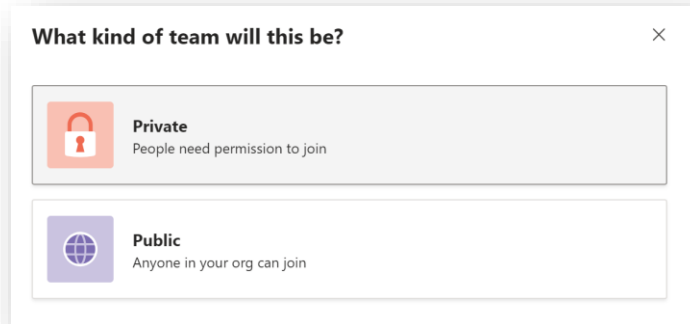 What kind of team will this be?
Private
People need permission to join
Public
Anyone in your org can join